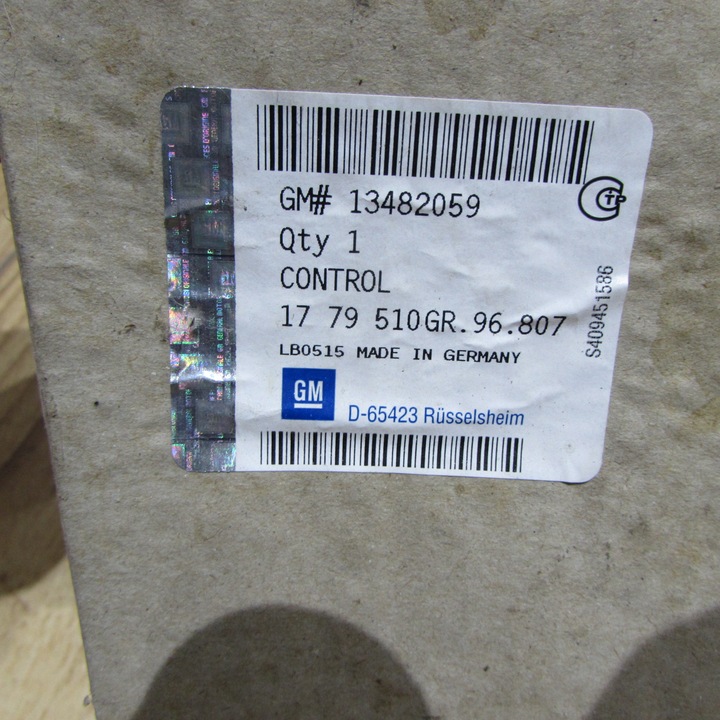 GM# 13482059
Qty 1
CONTROL
17 79 510GR.96.807
LB0515 MADE IN GERMANY
GM
D-65423 Rüsselsheim
S409451586